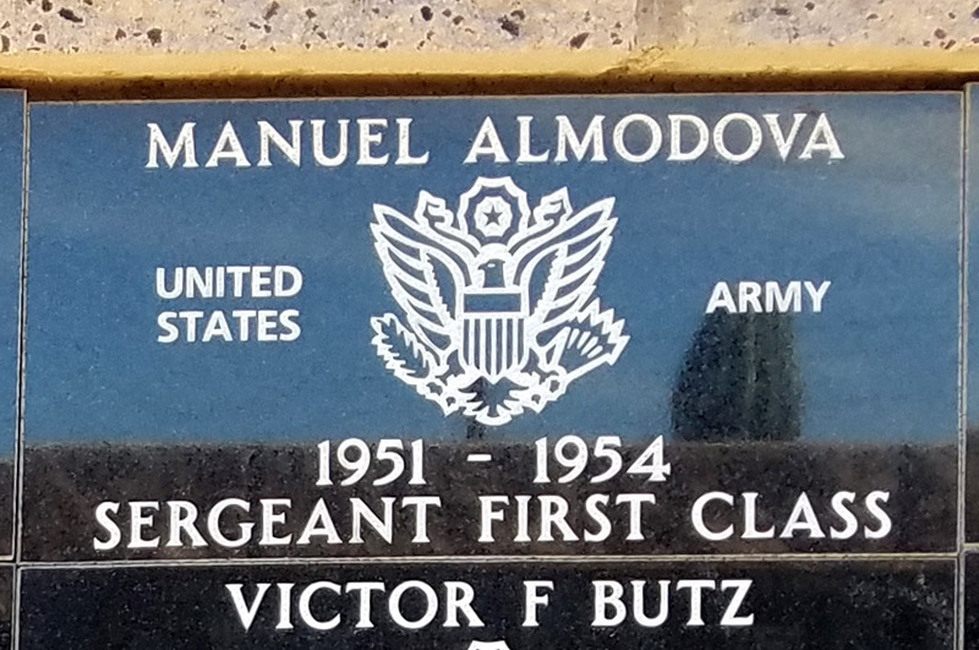 MANUEL ALMODOVA
UNITED
STATES
ARMY
1951 - 1954
SERGEANT FIRST CLASS
VICTOR F BUTZ